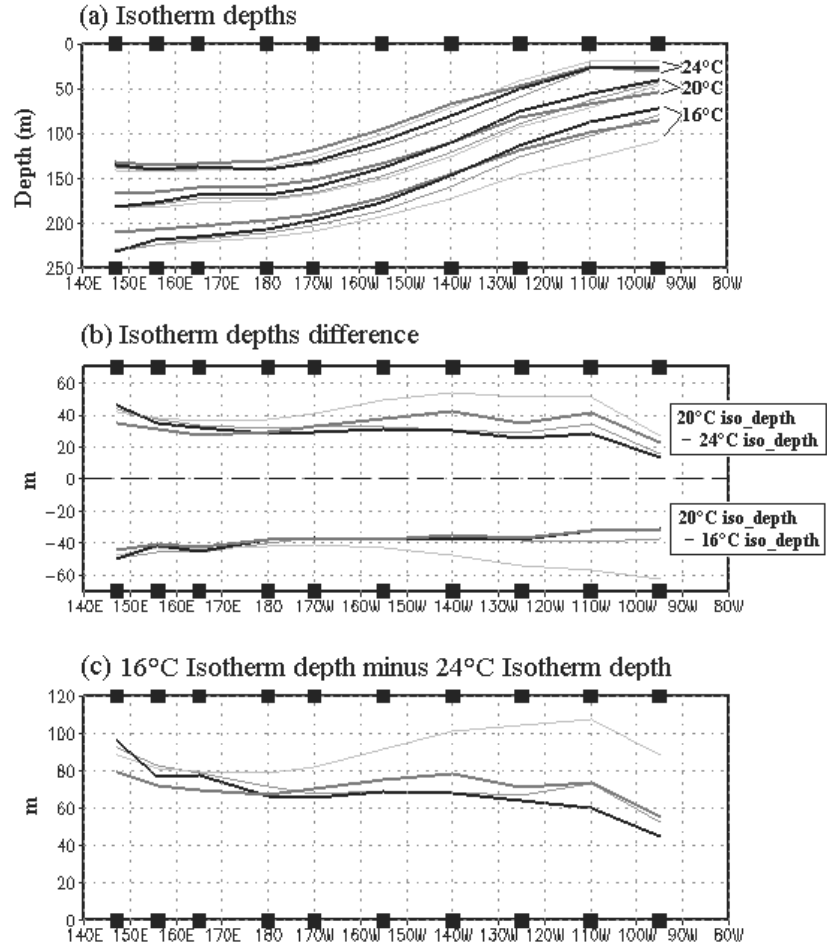 (a) Isotherm depths
0
50
100
150
200
250
Depth (m)
24°C
20°C
16°C
140E 150E 160E 170E 180 170W 160W 150W 140W 130W 120W 110W 100W 90W 80W
(b) Isotherm depths difference
60
40
20
0
−20
−40
−60
m
20°C iso_depth
− 24°C iso_depth
20°C iso_depth
− 16°C iso_depth
140E 150E 160E 170E 180 170W 160W 150W 140W 130W 120W 110W 100W 90W 80W
(c) 16°C Isotherm depth minus 24°C Isotherm depth
120
100
80
60
40
20
0
m
140E 150E 160E 170E 180 170W 160W 150W 140W 130W 120W 110W 100W 90W 80W